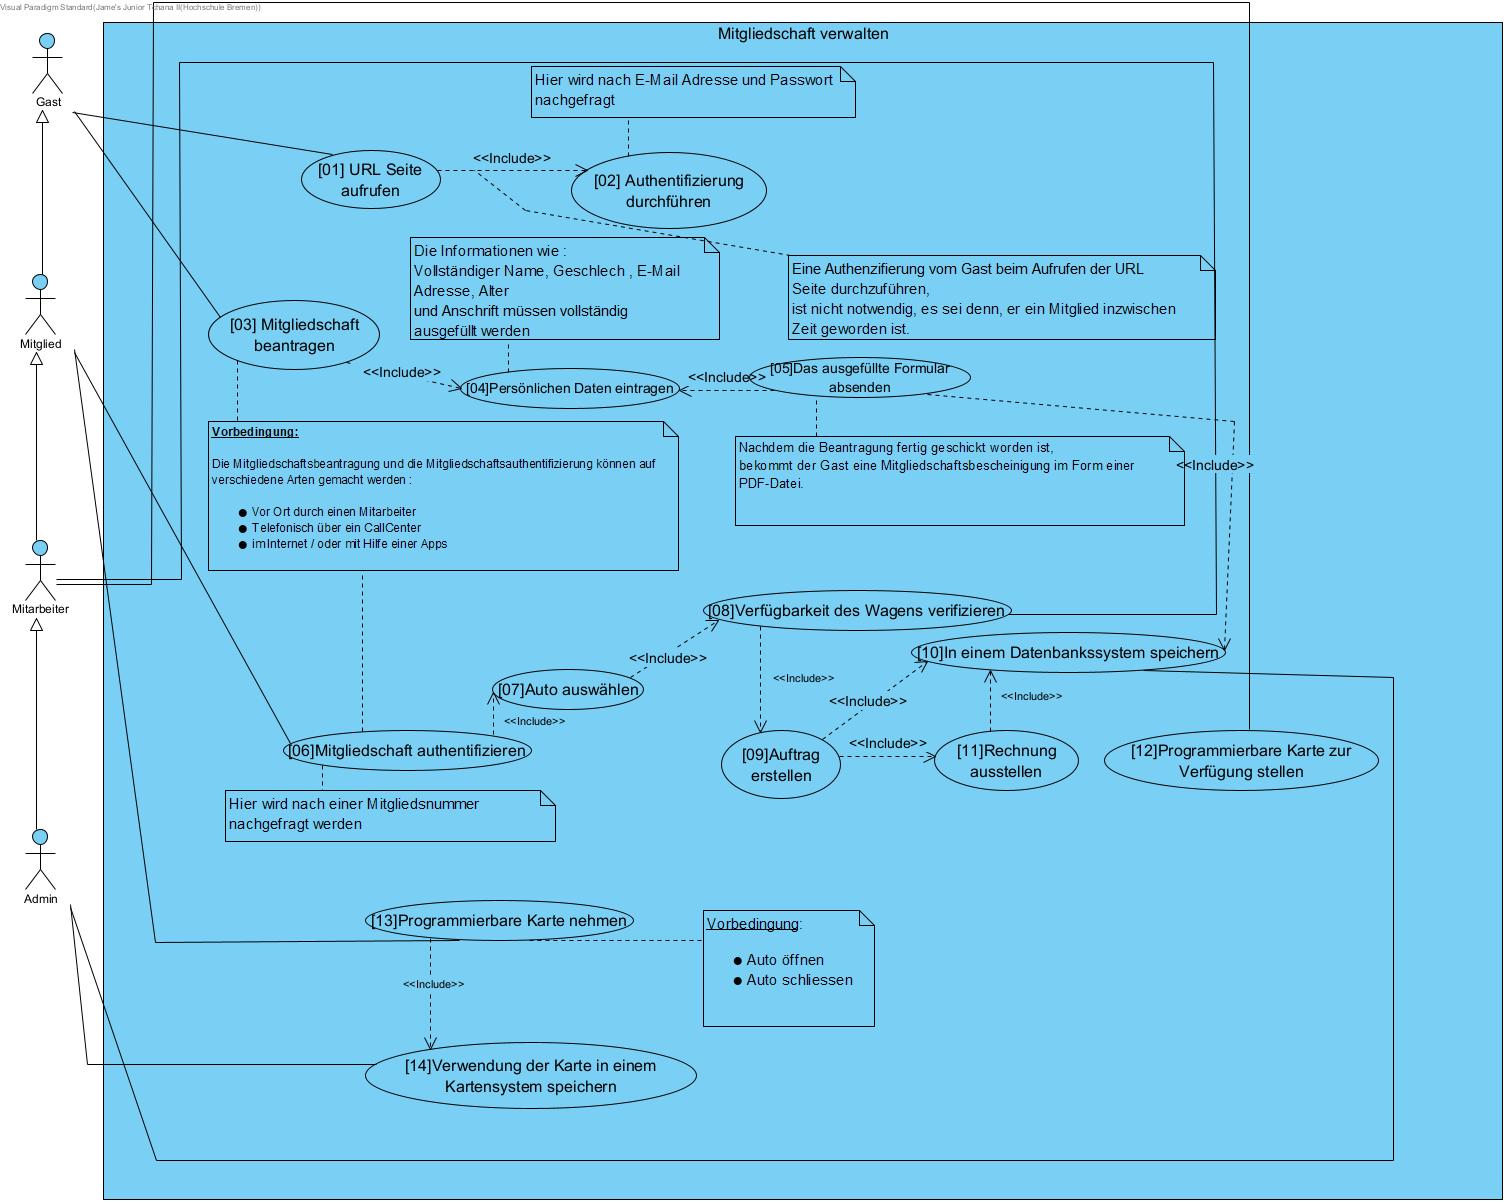 Visual Paradigm Standard(Jame's Junior Tchana II(Hochschule Bremen))
Mitgliedschaft verwalten
Gast
Hier wird nach E-Mail Adresse und Passwort
nachgefragt
[01] URL Seite
aufrufen
<<Include>>
[02] Authentifizierung
durchführen
Die Informationen wie :
Vollständiger Name, Geschlech , E-Mail
Adresse, Alter
und Anschrift müssen vollständig
ausgefüllt werden
Eine Authenzifierung vom Gast beim Aufrufen der URL
Seite durchzuführen,
ist nicht notwendig, es sei denn, er ein Mitglied inzwischen
Zeit geworden ist.
Mitglied
[03] Mitgliedschaft
beantragen
<<Include>>
[04]Persönlichen Daten eintragen
<<Include>>
[05]Das ausgefüllte Formular
absenden
Vorbedingung:
Die Mitgliedschaftsbeantragung und die Mitgliedschaftsauthentifizierung können auf
verschiedene Arten gemacht werden :
● Vor Ort durch einen Mitarbeiter
● Telefonisch über ein CallCenter
● im Internet / oder mit Hilfe einer Apps
Nachdem die Beantragung fertig geschickt worden ist,
bekommt der Gast eine Mitgliedschaftsbescheinigung im Form einer
PDF-Datei.
<<Include>>
Mitarbeiter
[08]Verfügbarkeit des Wagens verifizieren
<<Include>>
[10]In einem Datenbankssystem speichern
[07]Auto auswählen
<<Include>>
<<Include>>
<<Include>>
<<Include>>
[06]Mitgliedschaft authentifizieren
[09]Auftrag
erstellen
<<Include>>
[11]Rechnung
ausstellen
[12]Programmierbare Karte zur
Verfügung stellen
Hier wird nach einer Mitgliedsnummer
nachgefragt werden
Admin
[13]Programmierbare Karte nehmen
Vorbedingung:
● Auto öffnen
● Auto schliessen
<<Include>>
[14]Verwendung der Karte in einem
Kartensystem speichern